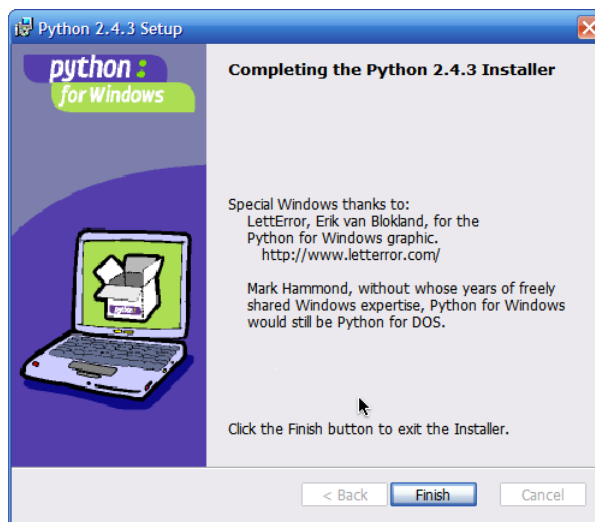 Python 2.4.3 Setup
python:
for Windows
Completing the Python 2.4.3 Installer
Special Windows thanks to:
LettError, Erik van Blokland, for the
Python for Windows graphic.
http://www.letterror.com/
Mark Hammond, without whose years of freely
shared Windows expertise, Python for Windows
would still be Python for DOS.
python
Click the Finish button to exit the Installer.
< Back Finish Cancel